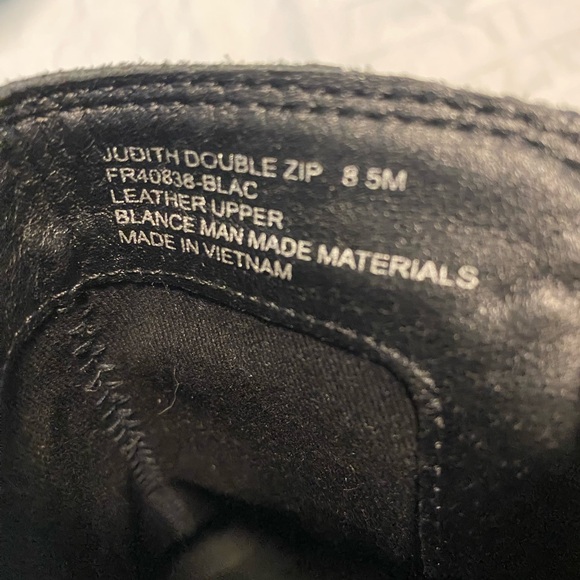 JUDITH DOUBLE ZIP 8 5M
FR40838-BLAC
LEATHER UPPER
BLANCE MAN MADE MATERIALS
MADE IN VIETNAM